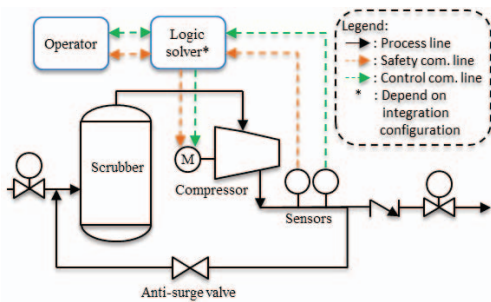 Operator
Logic
solver*
Legend:
: Process line
: Safety com. line
: Control com. line
* : Depend on
integration
configuration
Scrubber
M
Compressor
Sensors
Anti-surge valve